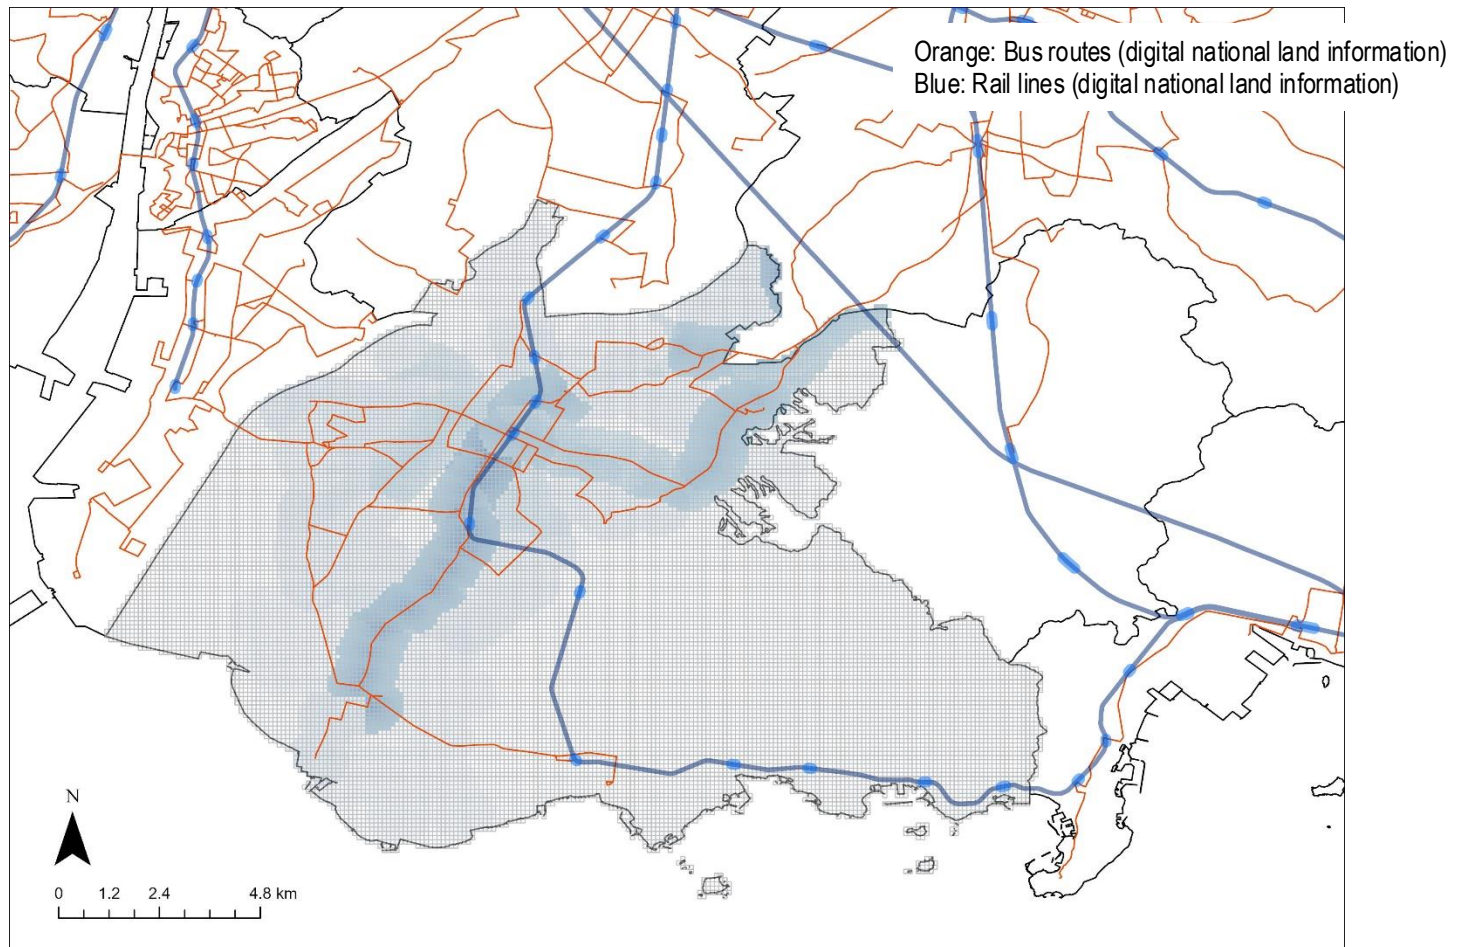 Orange: Bus routes (digital national land information)
Blue: Rail lines (digital national land information)
N
0 1.2 2.4 4.8 km